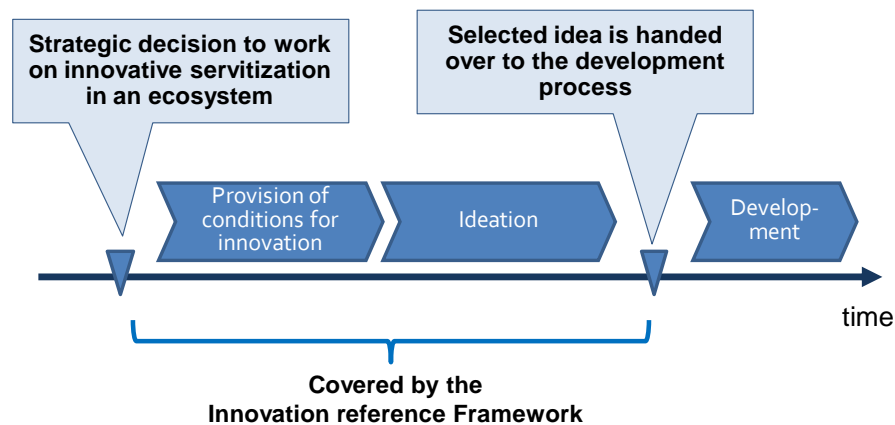 Strategic decision to work
on innovative servitization
in an ecosystem
Selected idea is handed
over to the development
process
Provision of
conditions for
innovation
Ideation
Develop-
ment
time
Covered by the
Innovation reference Framework